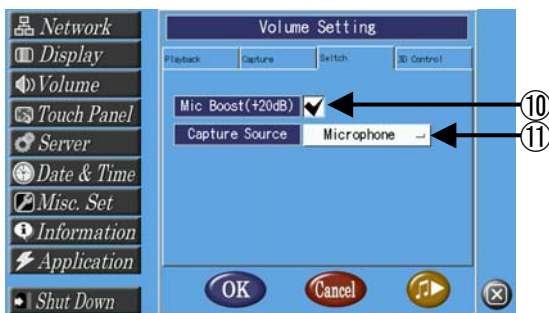 Network
Display
Volume
Touch Panel
Server
Date & Time
Misc. Set
Information
Application
Shut Down
Volume Setting
Playback Capture Switch 3D Control
Mic Boost(+20dB) ⑩
Capture Source Microphone ⑪
OK Cancel